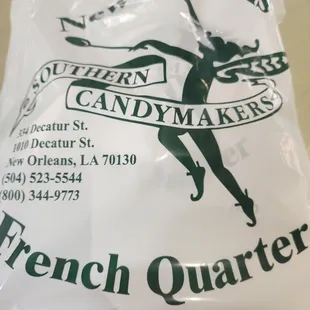 New
SOUTHERN
CANDYMAKERS
334 Decatur St.
1010 Decatur St.
New Orleans, LA 70130
(504) 523-5544
(800) 344-9773
French Quarter